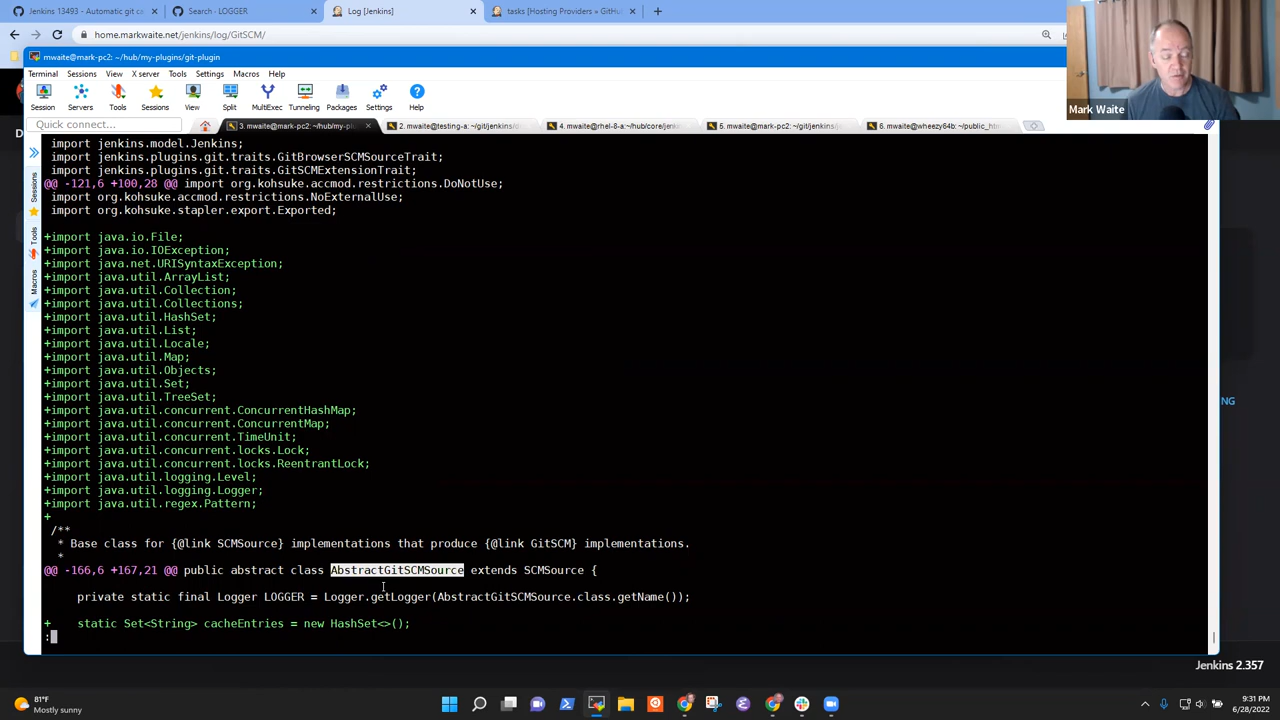 Jenkins 13493 - Automatic git ca
Search - LOGGER
Log [Jenkins]
tasks [Hosting Providers » GitHu
home.markwaite.net/jenkins/log/GitSCM/
mwaite@mark-pc2: ~/hub/my-plugins/git-plugin
Terminal Sessions View X server Tools Settings Macros Help
Session Servers Tools Sessions View Split MultiExec Tunneling Packages Settings Help
Mark Waite
Quick connect...
3. mwaite@mark-pc2: ~/hub/my-plu
2. mwaite@testing-a: ~/git/jenkins/d
4. mwaite@rhel-8-a:~/hub/core/jenkin
5. mwaite@mark-pc2: ~/git/jenkins/j
6. mwaite@wheezy64b: ~/public_htm
Sessions
Tools
Macros
import jenkins.model.Jenkins;
import jenkins.plugins.git.traits.GitBrowserSCMSourceTrait;
import jenkins.plugins.git.traits.GitSCMExtensionTrait;
@@ -121,6 +100,28 @@ import org.kohsuke.accmod.restrictions.DoNotUse;
import org.kohsuke.accmod.restrictions.NoExternalUse;
import org.kohsuke.stapler.export.Exported;
+import java.io.File;
+import java.io.IOException;
+import java.net.URISyntaxException;
+import java.util.ArrayList;
+import java.util.Collection;
+import java.util.Collections;
+import java.util.HashSet;
+import java.util.List;
+import java.util.Locale;
+import java.util.Map;
+import java.util.Objects;
+import java.util.Set;
+import java.util.TreeSet;
+import java.util.concurrent.ConcurrentHashMap;
+import java.util.concurrent.ConcurrentMap;
+import java.util.concurrent.TimeUnit;
+import java.util.concurrent.locks.Lock;
+import java.util.concurrent.locks.ReentrantLock;
+import java.util.logging.Level;
+import java.util.logging.Logger;
+import java.util.regex.Pattern;
+
/**
* Base class for {@link SCMSource} implementations that produce {@link GitSCM} implementations.
*
@@ -166,6 +167,21 @@ public abstract class AbstractGitSCMSource extends SCMSource {
private static final Logger LOGGER = Logger.getLogger(AbstractGitSCMSource.class.getName());
+ static Set<String> cacheEntries = new HashSet<>();
:
D
NG
Jenkins 2.357
81°F
Mostly sunny
9:31 PM
6/28/2022